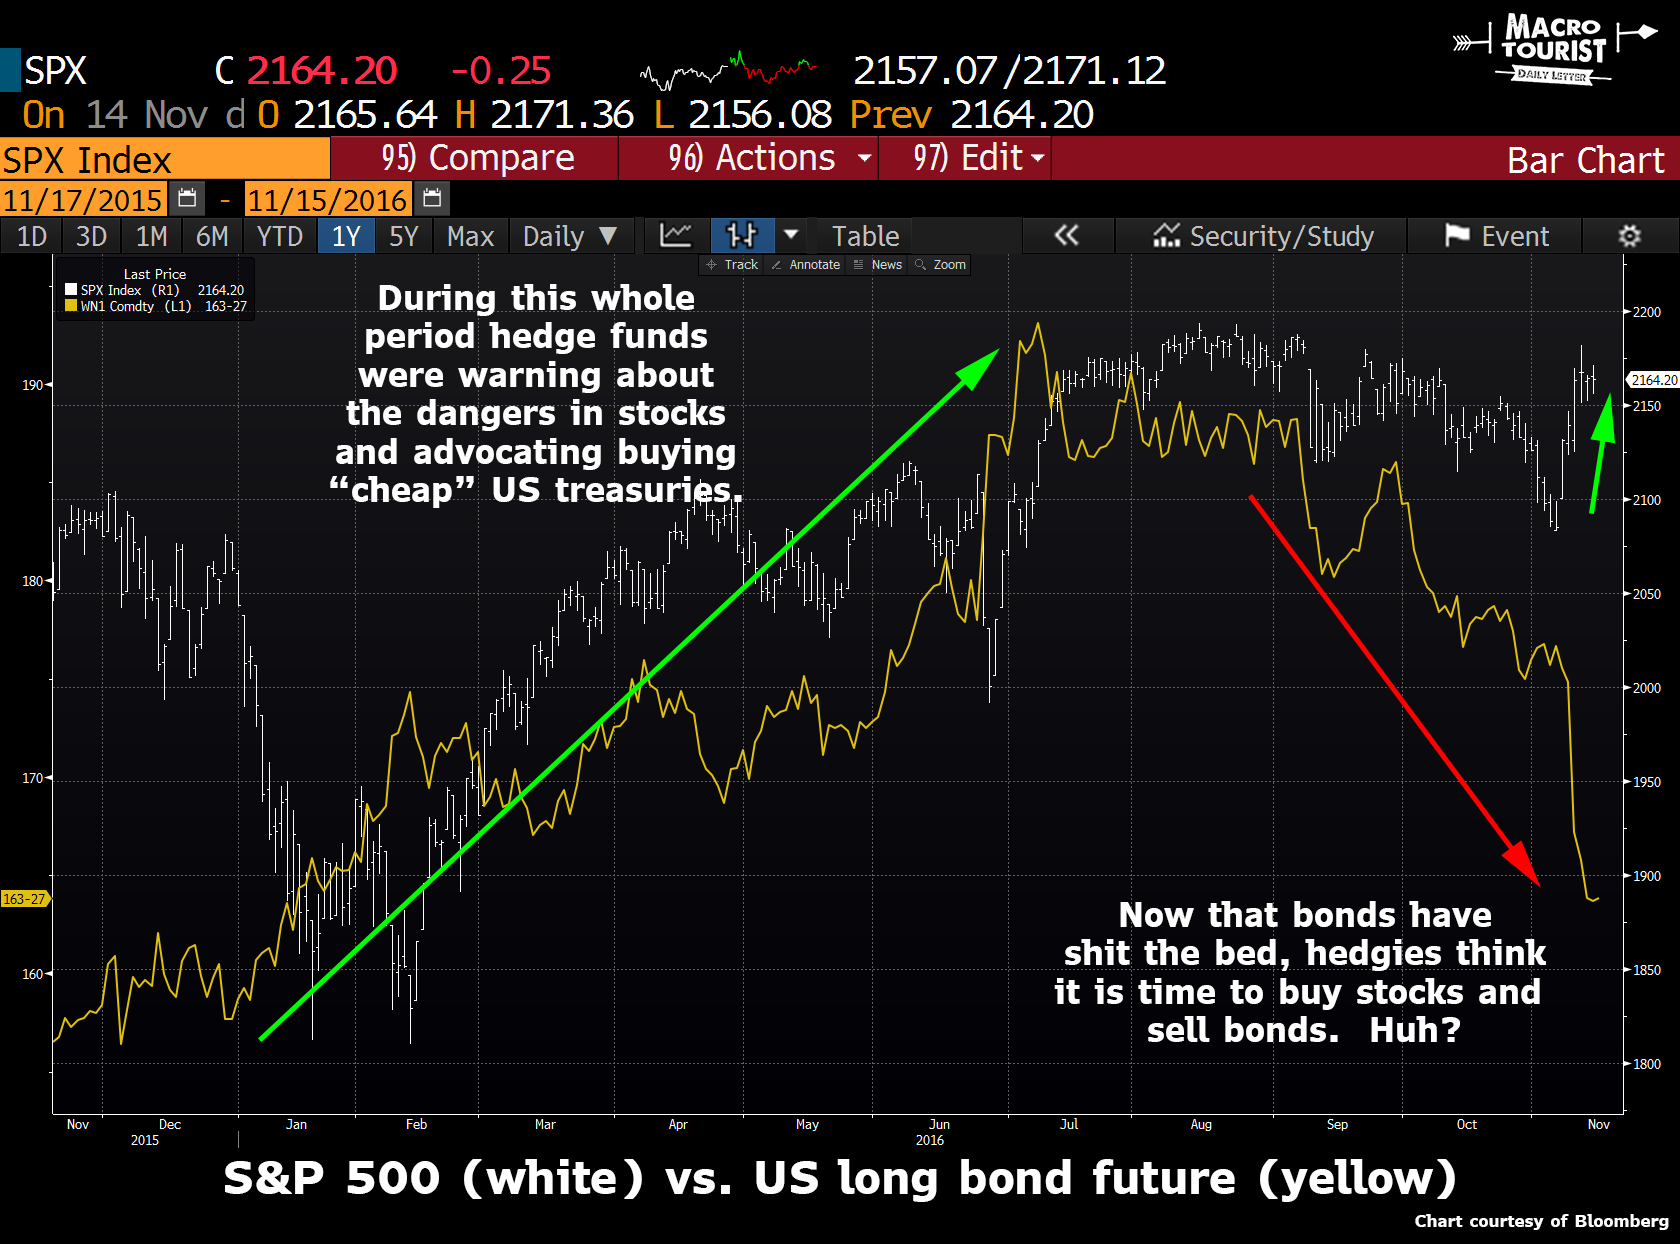 MACRO
TOURIST
DAILY LETTER
SPX C 2164.20 -0.25 2157.07/2171.12
On 14 Nov d O 2165.64 H 2171.36 L 2156.08 Prev 2164.20
SPX Index 95) Compare 96) Actions 97) Edit Bar Chart
11/17/2015 - 11/15/2016
1D 3D 1M 6M YTD 1Y 5Y Max Daily ▼ Table « Security/Study Event
Track Annotate News Zoom
Last Price
SPX Index (R1) 2164.20
WN1 Comdty (L1) 163-27
During this whole
period hedge funds
were warning about
the dangers in stocks
and advocating buying
“cheap” US treasuries.
190
180
170
163-27
160
2200
2164.20
2150
2100
2050
2000
1950
1900
1850
1800
Now that bonds have
shit the bed, hedgies think
it is time to buy stocks and
sell bonds. Huh?
Nov Dec Jan Feb Mar Apr May Jun Jul Aug Sep Oct Nov
2015 2016
S&P 500 (white) vs. US long bond future (yellow)
Chart courtesy of Bloomberg